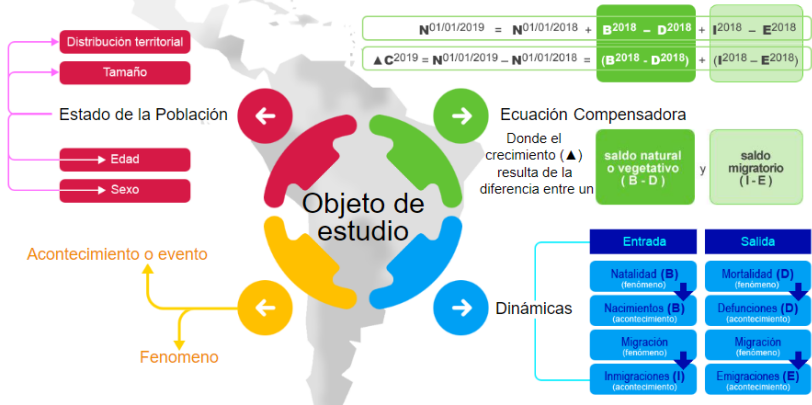 Distribución territorial
Tamaño
Estado de la Población
Edad
Sexo
N01/01/2019 = N01/01/2018 + B2018 – D2018 + I2018 – E2018
▲C2019 = N01/01/2019 – N01/01/2018 = (B2018 - D2018) + (I2018 – E2018)
Ecuación Compensadora
Donde el
crecimiento (▲)
resulta de la
diferencia entre un
saldo natural
o vegetativo
( B - D )
y
saldo
migratorio
( I - E )
Objeto de
estudio
Acontecimiento o evento
Fenomeno
Dinámicas
Entrada
Salida
Natalidad (B)
(fenómeno)
Mortalidad (D)
(fenómeno)
Nacimientos (B)
(acontecimiento)
Defunciones (D)
(acontecimiento)
Migración
(fenómeno)
Migración
(fenómeno)
Inmigraciones (I)
(acontecimiento)
Emigraciones (E)
(acontecimiento)